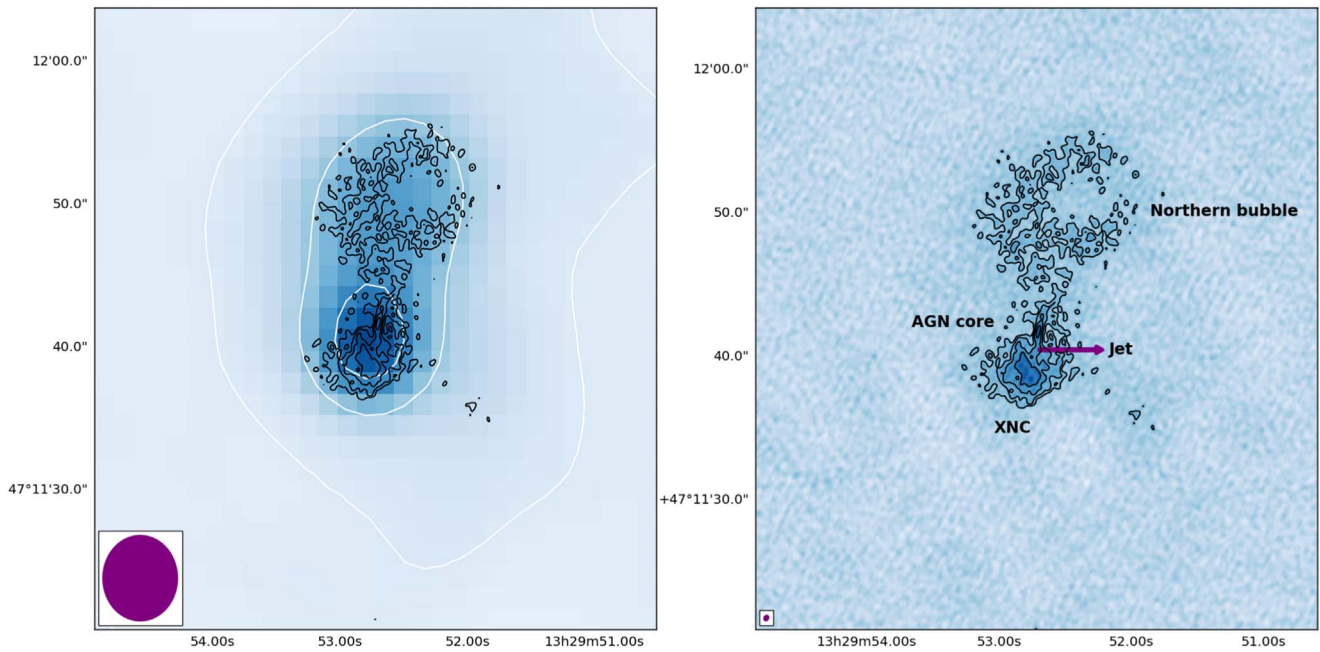 12'00.0"
50.0"
40.0"
47°11'30.0"
54.00s
53.00s
52.00s
13h29m51.00s
12'00.0"
50.0"
40.0"
+47°11'30.0"
Northern bubble
AGN core
Jet
XNC
13h29m54.00s
53.00s
52.00s
51.00s